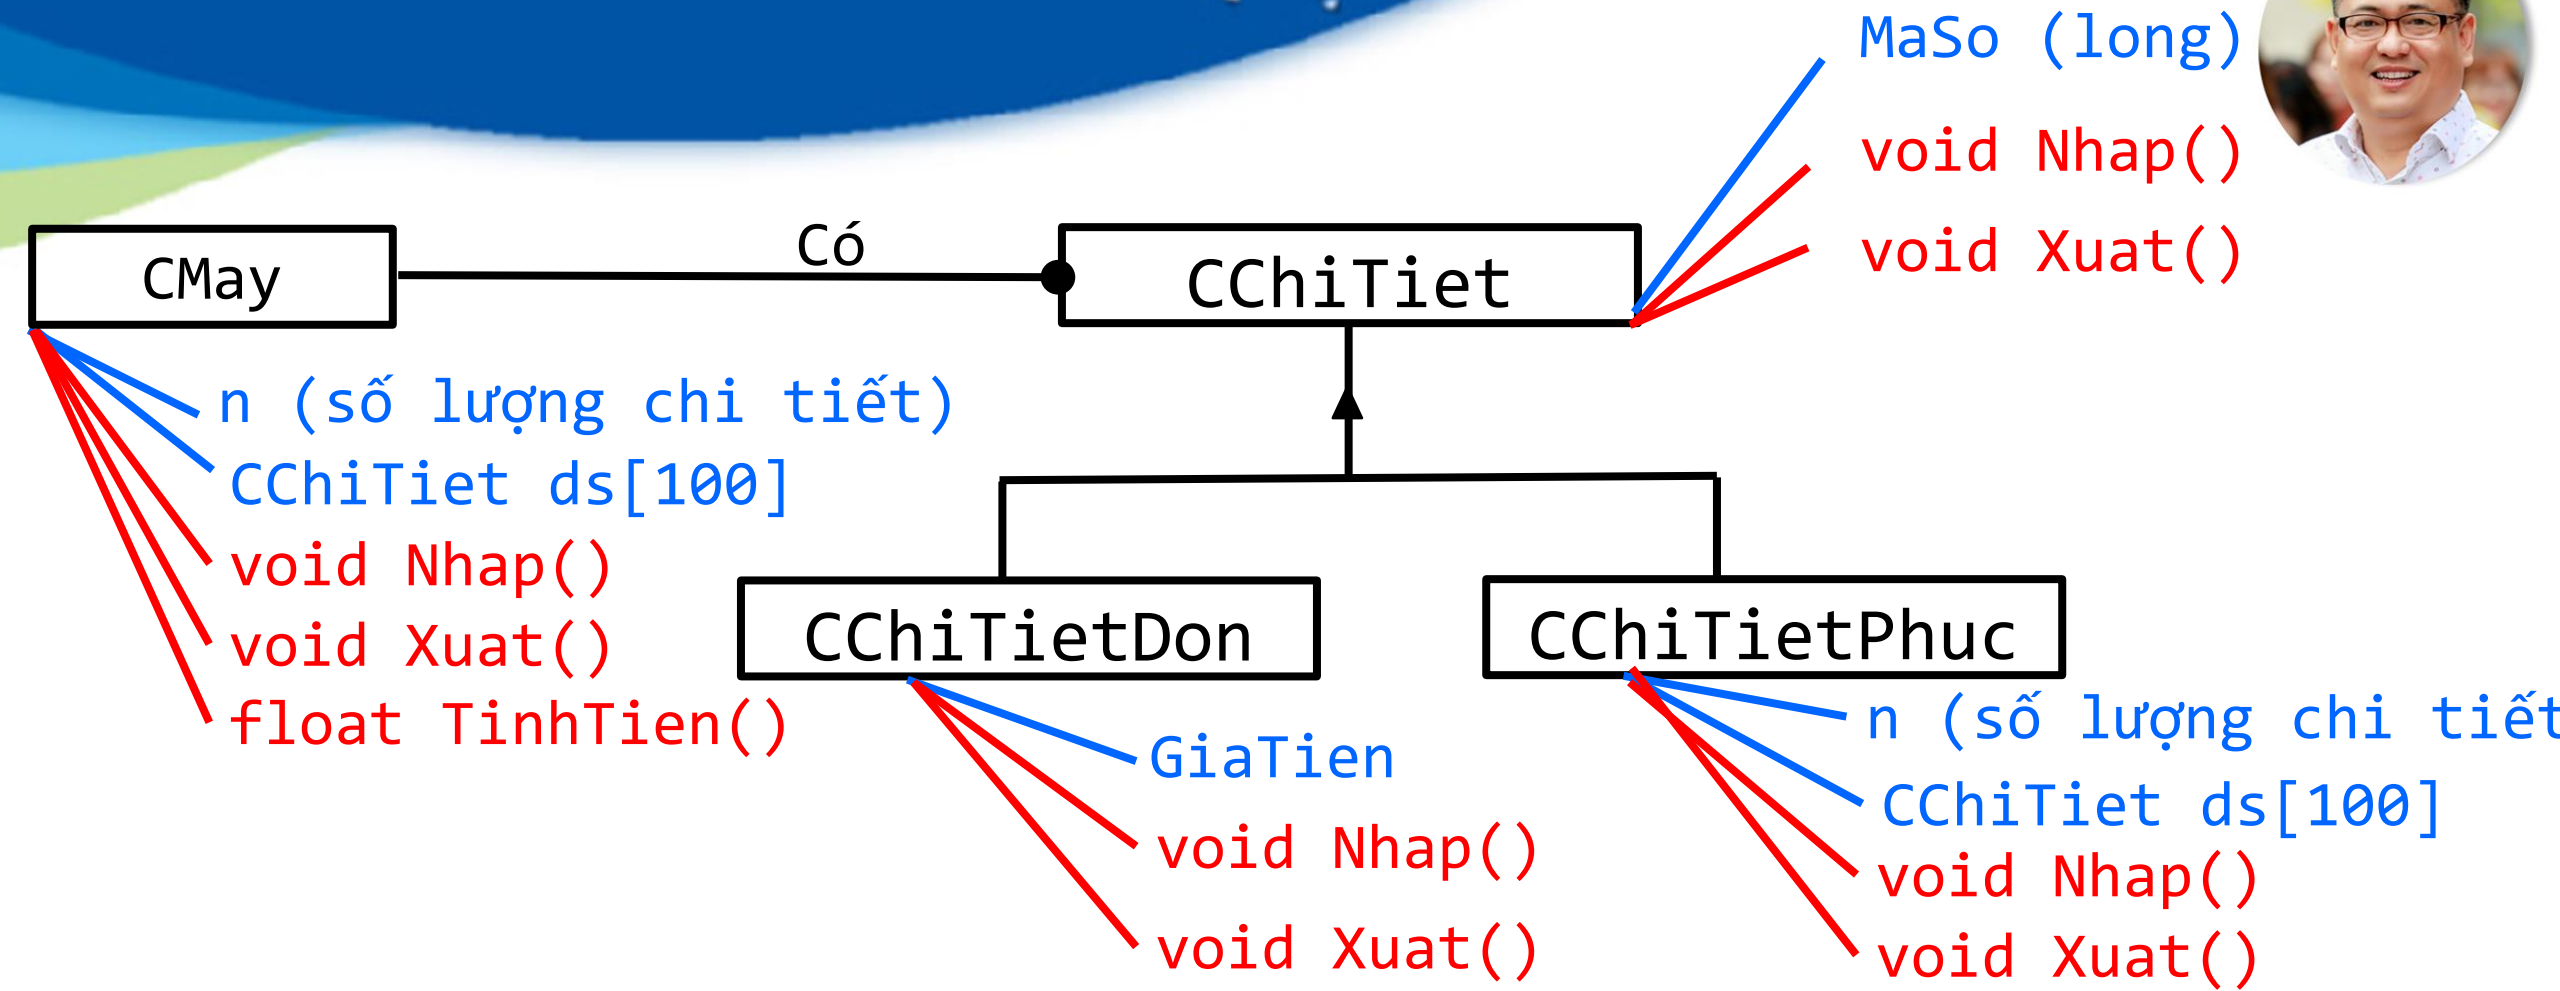 MaSo (long)
void Nhap()
void Xuat()
CMay
Có
CChiTiet
n (số lượng chi tiết)
CChiTiet ds[100]
void Nhap()
void Xuat()
float TinhTien()
CChiTietDon
GiaTien
void Nhap()
void Xuat()
CChiTietPhuc
n (số lượng chi tiết
CChiTiet ds[100]
void Nhap()
void Xuat()